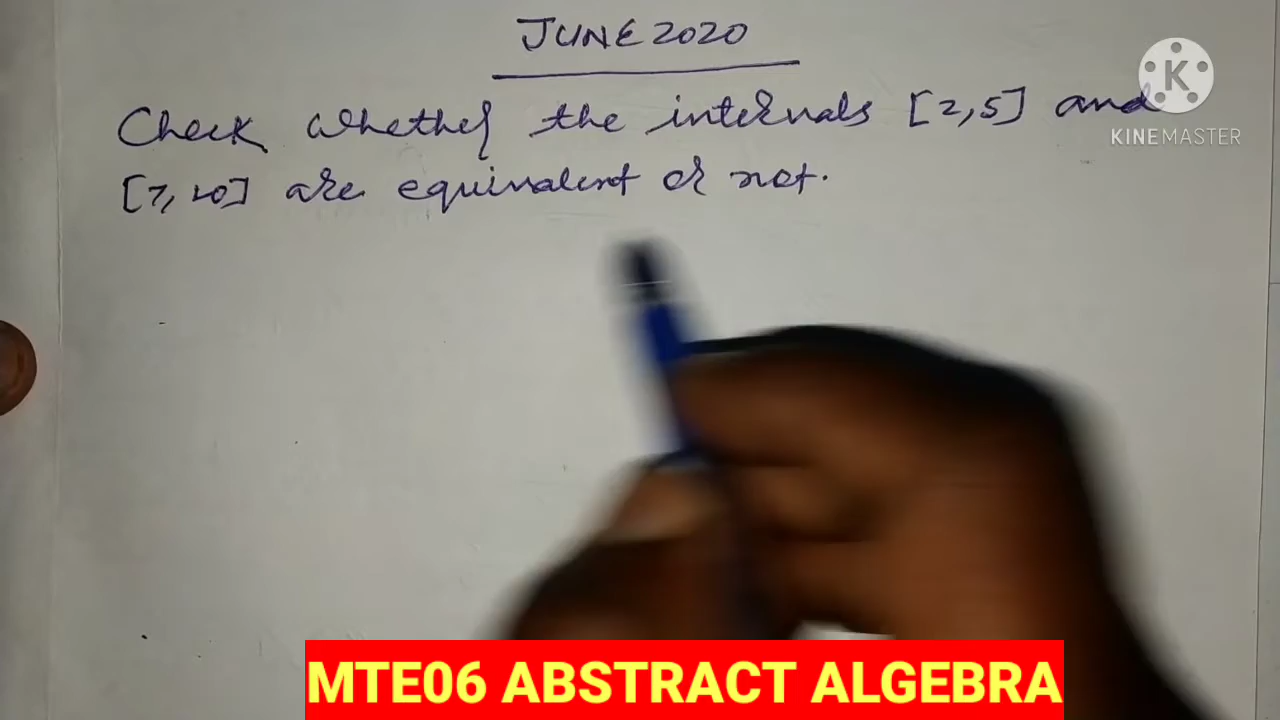 JUNE 2020
Check whether the intervals [2,5] and
[7,10] are equivalent or not.
K
KINEMASTER
MTE06 ABSTRACT ALGEBRA